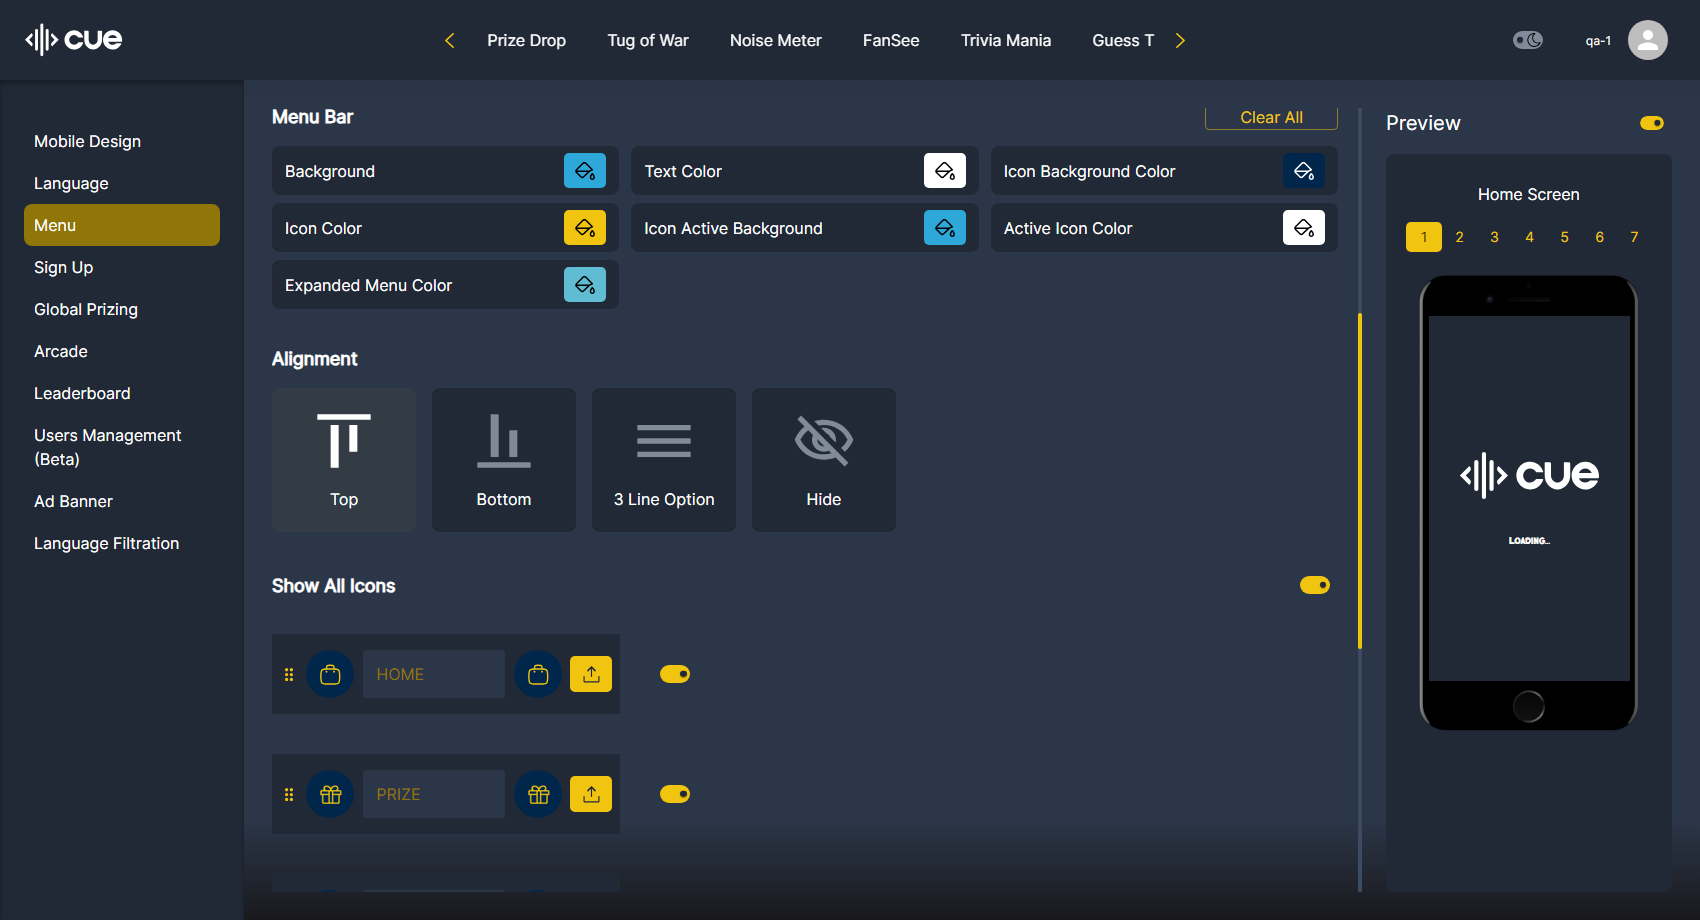 cue
Prize Drop
Tug of War
Noise Meter
FanSee
Trivia Mania
Guess T
qa-1
Mobile Design
Language
Menu
Sign Up
Global Prizing
Arcade
Leaderboard
Users Management
(Beta)
Ad Banner
Language Filtration
Menu Bar
Clear All
Background
Text Color
Icon Background Color
Icon Color
Icon Active Background
Active Icon Color
Expanded Menu Color
Alignment
Top
Bottom
3 Line Option
Hide
Show All Icons
HOME
PRIZE
Preview
Home Screen
1 2 3 4 5 6 7
cue
LOADING...